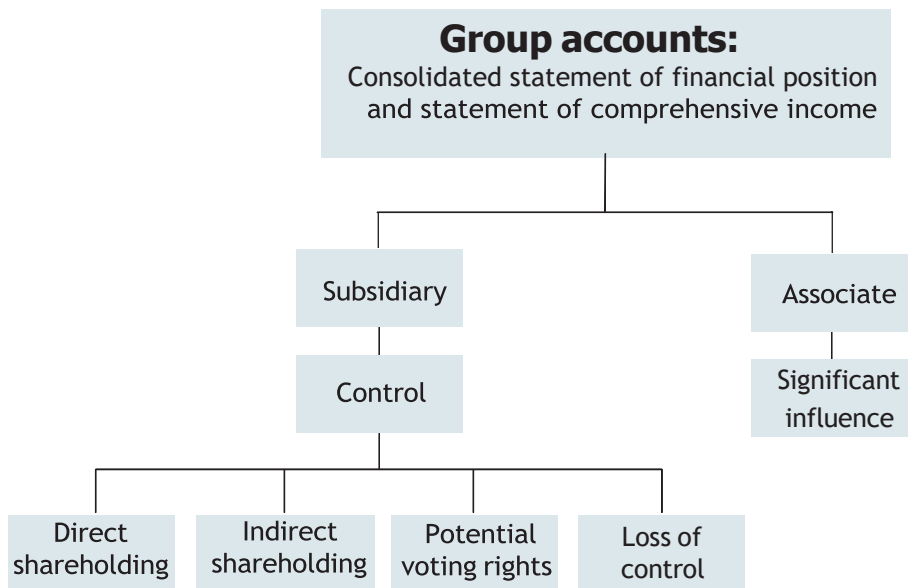 Group accounts:
Consolidated statement of financial position
and statement of comprehensive income
Subsidiary
Associate
Control
Significant
influence
Direct
shareholding
Indirect
shareholding
Potential
voting rights
Loss of
control